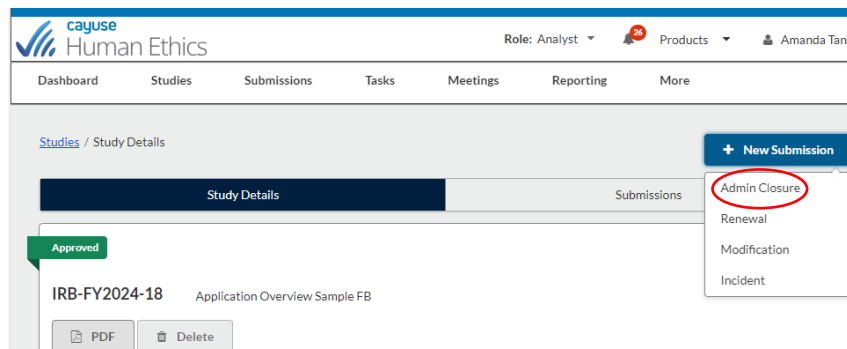 cayuse
Human Ethics
Role: Analyst
26
Products
Amanda Tan
Dashboard Studies Submissions Tasks Meetings Reporting More
Studies / Study Details
+ New Submission
Study Details
Submissions
Admin Closure
Renewal
Modification
Incident
Approved
IRB-FY2024-18 Application Overview Sample FB
PDF
Delete